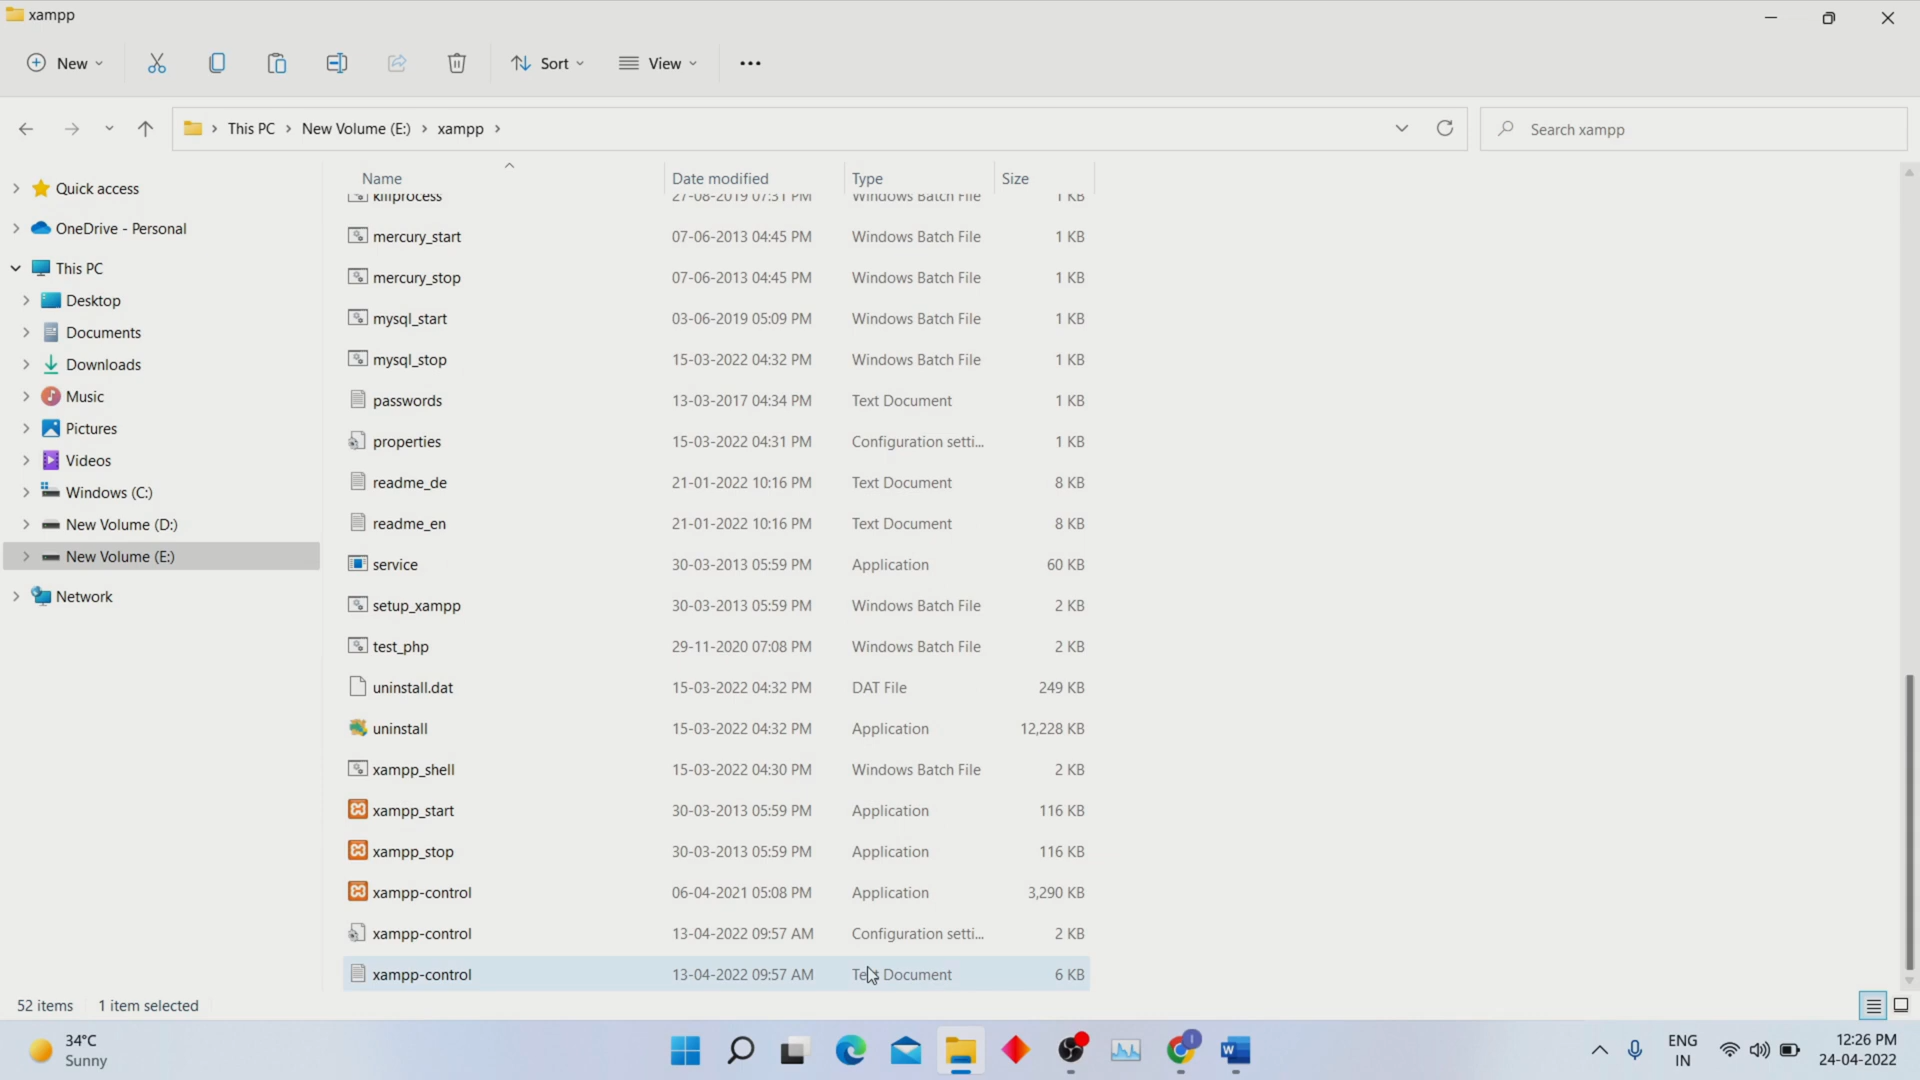 xampp
New Sort View
This PC New Volume (E:) xampp Search xampp
Name Date modified Type Size
killprocess 27-08-2019 07:31 PM Windows Batch File 1 KB
mercury_start 07-06-2013 04:45 PM Windows Batch File 1 KB
mercury_stop 07-06-2013 04:45 PM Windows Batch File 1 KB
mysql_start 03-06-2019 05:09 PM Windows Batch File 1 KB
mysql_stop 15-03-2022 04:32 PM Windows Batch File 1 KB
passwords 13-03-2017 04:34 PM Text Document 1 KB
properties 15-03-2022 04:31 PM Configuration setti... 1 KB
readme_de 21-01-2022 10:16 PM Text Document 8 KB
readme_en 21-01-2022 10:16 PM Text Document 8 KB
service 30-03-2013 05:59 PM Application 60 KB
setup_xampp 30-03-2013 05:59 PM Windows Batch File 2 KB
test_php 29-11-2020 07:08 PM Windows Batch File 2 KB
uninstall.dat 15-03-2022 04:32 PM DAT File 249 KB
uninstall 15-03-2022 04:32 PM Application 12,228 KB
xampp_shell 15-03-2022 04:30 PM Windows Batch File 2 KB
xampp_start 30-03-2013 05:59 PM Application 116 KB
xampp_stop 30-03-2013 05:59 PM Application 116 KB
xampp-control 06-04-2021 05:08 PM Application 3,290 KB
xampp-control 13-04-2022 09:57 AM Configuration setti... 2 KB
xampp-control 13-04-2022 09:57 AM Text Document 6 KB
Quick access
OneDrive - Personal
This PC
Desktop
Documents
Downloads
Music
Pictures
Videos
Windows (C:)
New Volume (D:)
New Volume (E:)
Network
52 items 1 item selected
34°C
Sunny
ENG
IN
12:26 PM
24-04-2022